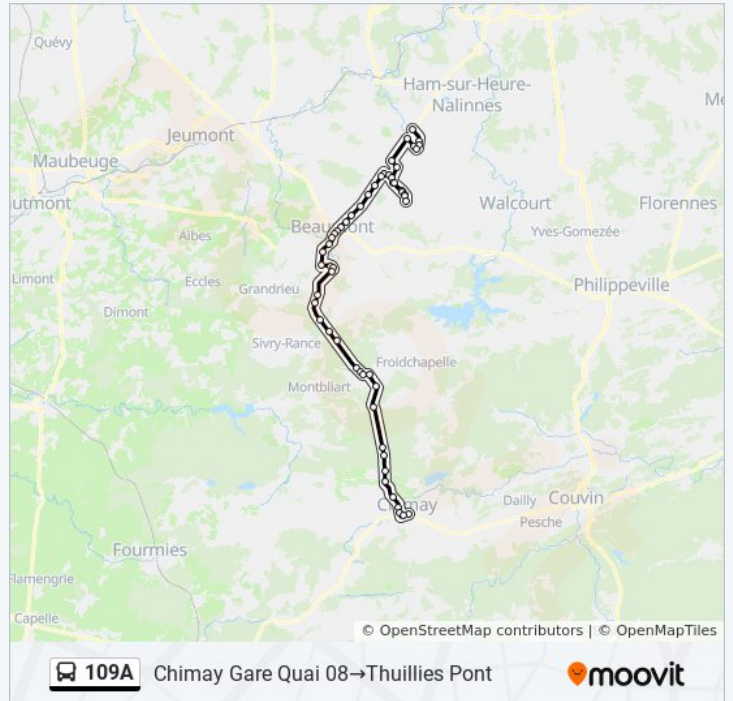 Quévy
Ham-sur-Heure-
Nalinnes
Me
Jeumont
Maubeuge
utmont
Walcourt
Florennes
Beaumont
Yves-Gomezée
Aibes
Limont
Eccles
Grandrieu
Philippeville
Dimont
Sivry-Rance
Froidchapelle
Montbliart
Chimay
Dailly
Couvin
Pesche
Fourmies
Flamengrie
Capelle
© OpenStreetMap contributors | © OpenMapTiles
109A Chimay Gare Quai 08→Thuillies Pont
moovit